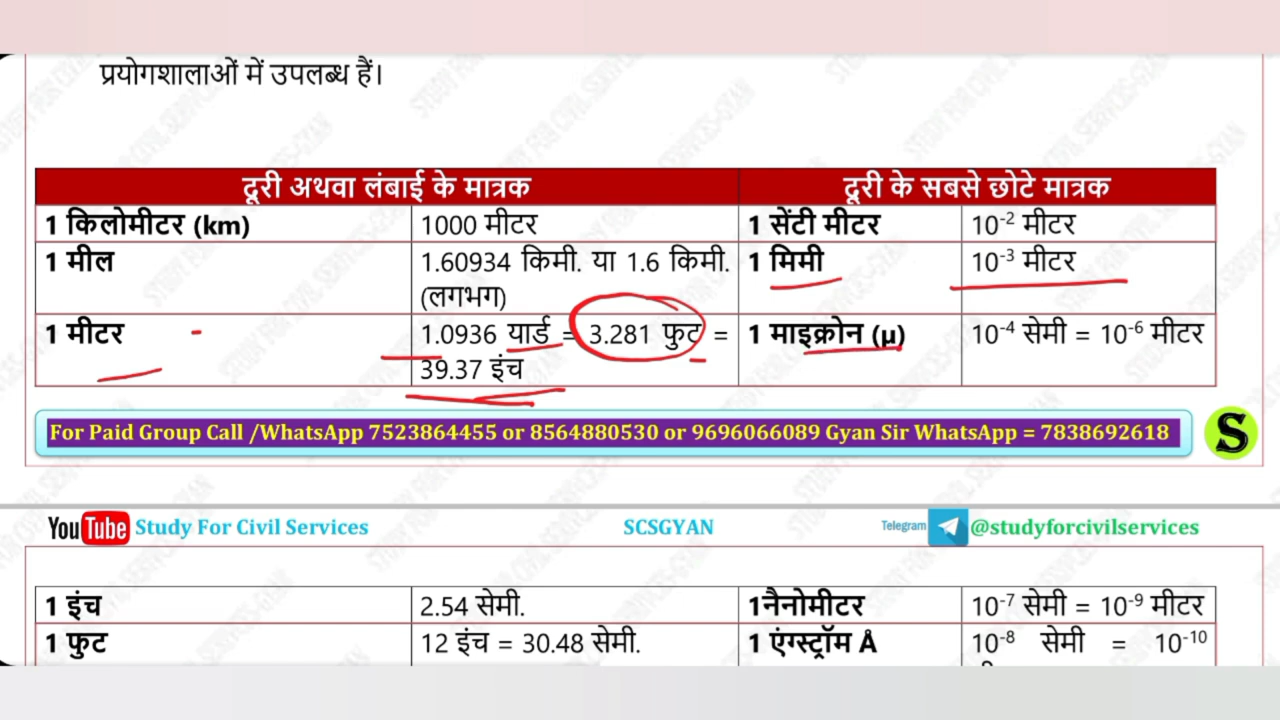 प्रयोगशालाओं में उपलब्ध हैं।
दूरी अथवा लंबाई के मात्रक	दूरी के सबसे छोटे मात्रक
1 किलोमीटर (km)	1000 मीटर	1 सेंटी मीटर	10⁻² मीटर
1 मील	1.60934 किमी. या 1.6 किमी.	1 मिमी	10⁻³ मीटर
(लगभग)
1 मीटर	1.0936 यार्ड = 3.281 फुट =	1 माइक्रोन (μ)	10⁻⁴ सेमी = 10⁻⁶ मीटर
39.37 इंच
For Paid Group Call /WhatsApp 7523864455 or 8564880530 or 9696066089 Gyan Sir WhatsApp = 7838692618
S
YouTube Study For Civil Services	SCSGYAN	Telegram @studyforcivilservices
1 इंच	2.54 सेमी.	1नैनोमीटर	10⁻⁷ सेमी = 10⁻⁹ मीटर
1 फुट	12 इंच = 30.48 सेमी.	1 एंग्स्ट्रॉम Å	10⁻⁸ सेमी = 10⁻¹⁰